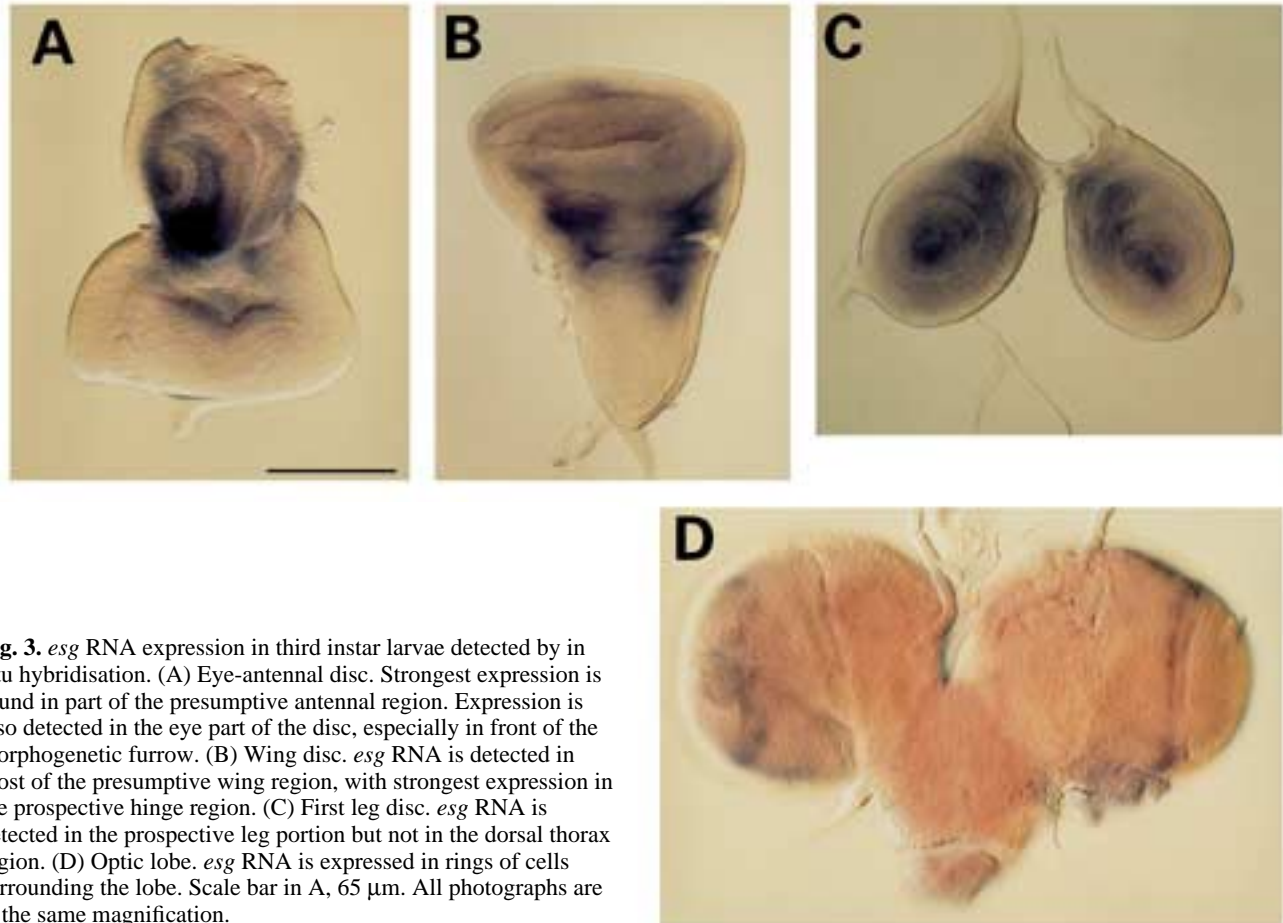 A
B
C
D
g. 3. esg RNA expression in third instar larvae detected by in
tu hybridisation. (A) Eye-antennal disc. Strongest expression is
und in part of the presumptive antennal region. Expression is
so detected in the eye part of the disc, especially in front of the
orphogenetic furrow. (B) Wing disc. esg RNA is detected in
ost of the presumptive wing region, with strongest expression in
e prospective hinge region. (C) First leg disc. esg RNA is
etected in the prospective leg portion but not in the dorsal thorax
gion. (D) Optic lobe. esg RNA is expressed in rings of cells
rrounding the lobe. Scale bar in A, 65 μm. All photographs are
the same magnification.